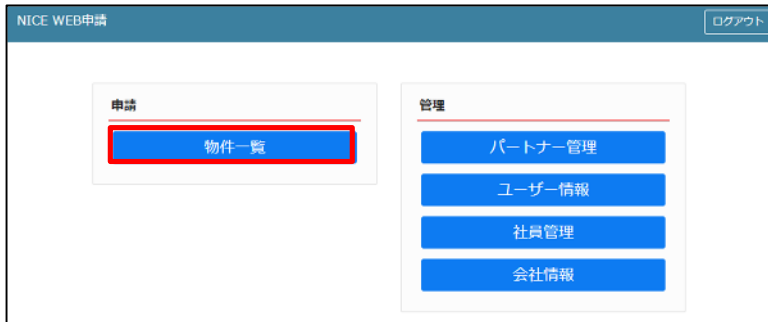 NICE WEB申請
ログアウト
申請
物件一覧
管理
パートナー管理
ユーザー情報
社員管理
会社情報